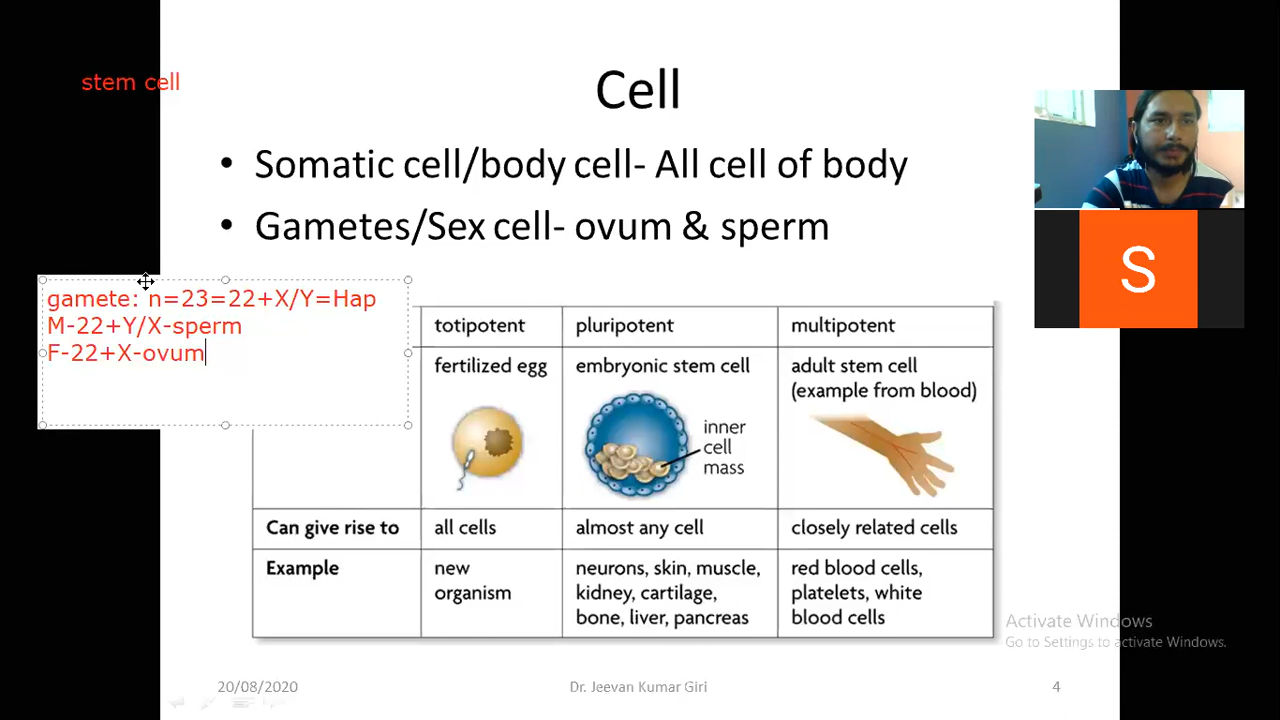 stem cell
Cell
• Somatic cell/body cell- All cell of body
• Gametes/Sex cell- ovum & sperm
gamete: n=23=22+X/Y=Hap
M-22+Y/X-sperm
F-22+X-ovum
totipotent pluripotent multipotent
fertilized egg embryonic stem cell adult stem cell
(example from blood)
inner
cell
mass
Can give rise to all cells almost any cell closely related cells
Example new neurons, skin, muscle, red blood cells,
organism kidney, cartilage, platelets, white
bone, liver, pancreas blood cells
S
Activate Windows
Go to Settings to activate Windows.
20/08/2020 Dr. Jeevan Kumar Giri 4